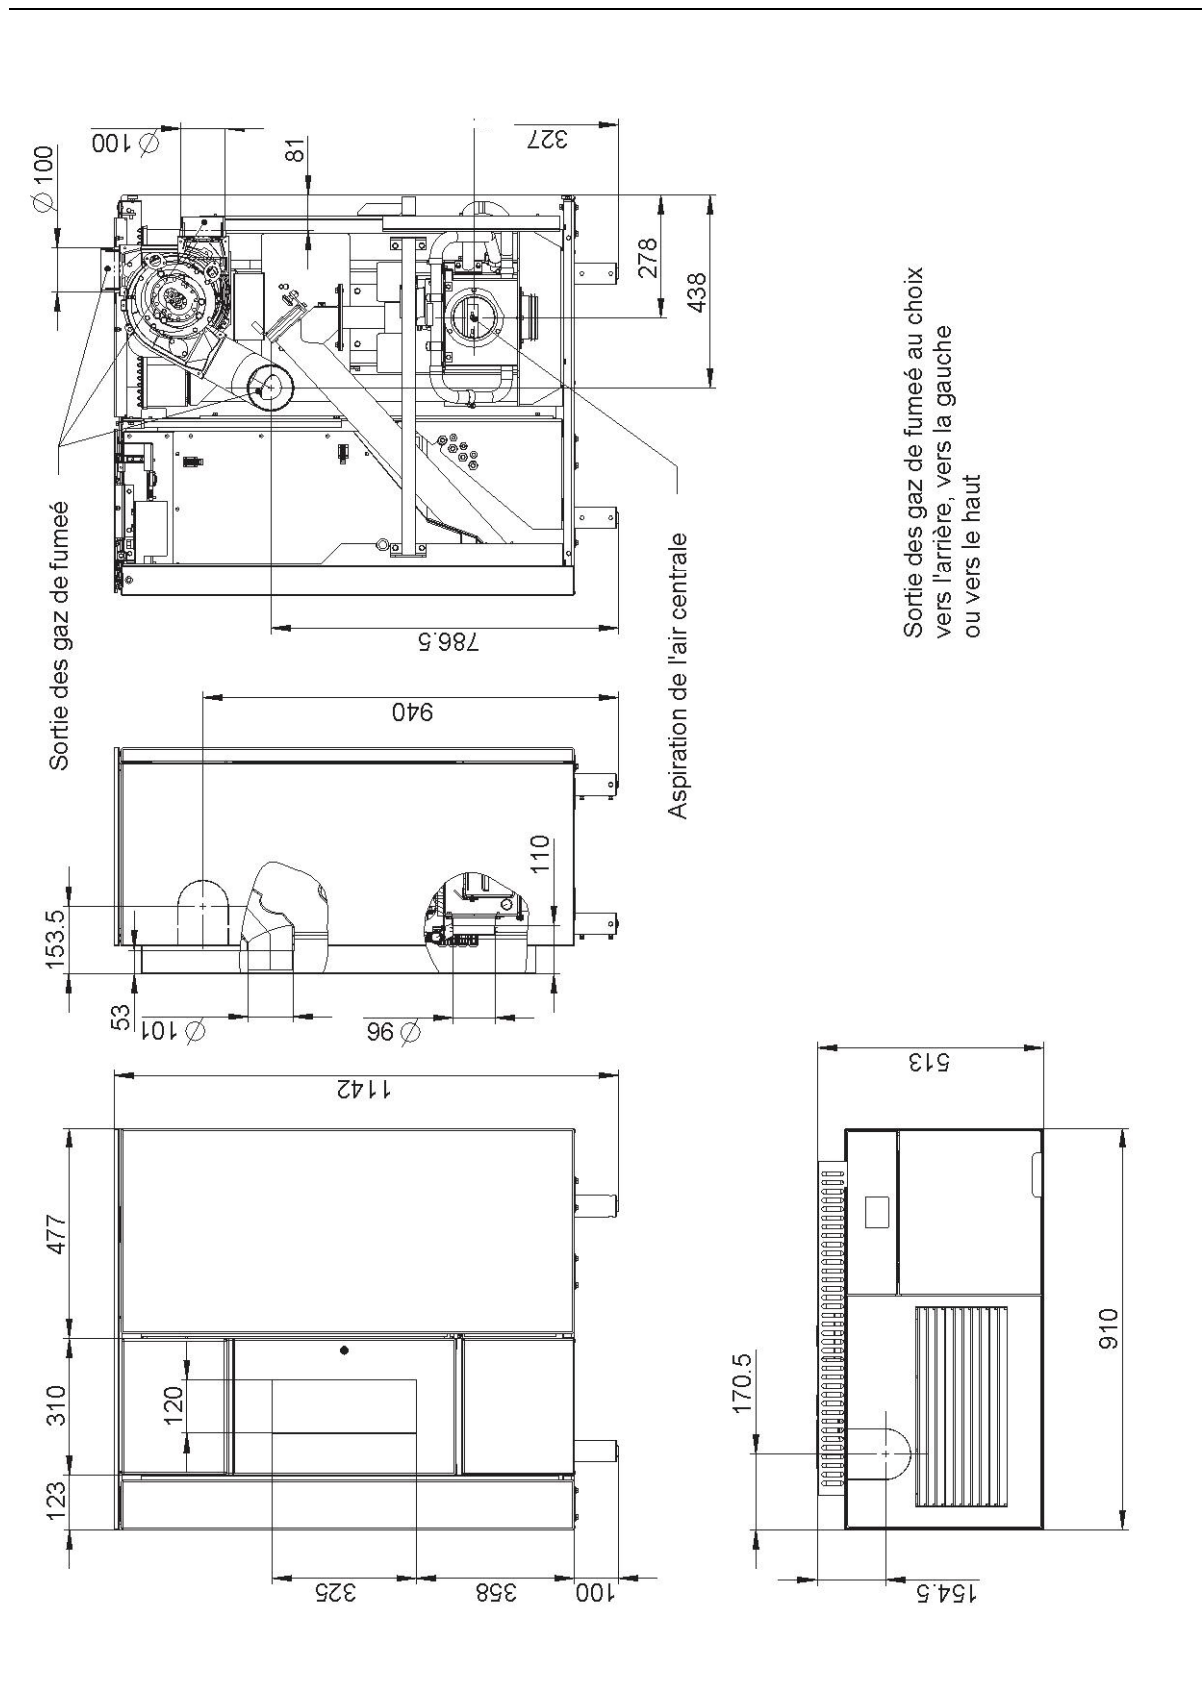 Ø 100
Ø 100
81
327
278
438
786.5
Sortie des gaz de fumeé
Aspiration de l'air centrale
Sortie des gaz de fumeé au choix
vers l'arrière, vers la gauche
ou vers le haut
940
153.5
110
53
Ø 101
Ø 96
1142
477
310
120
123
325
358
100
513
910
170.5
154.5